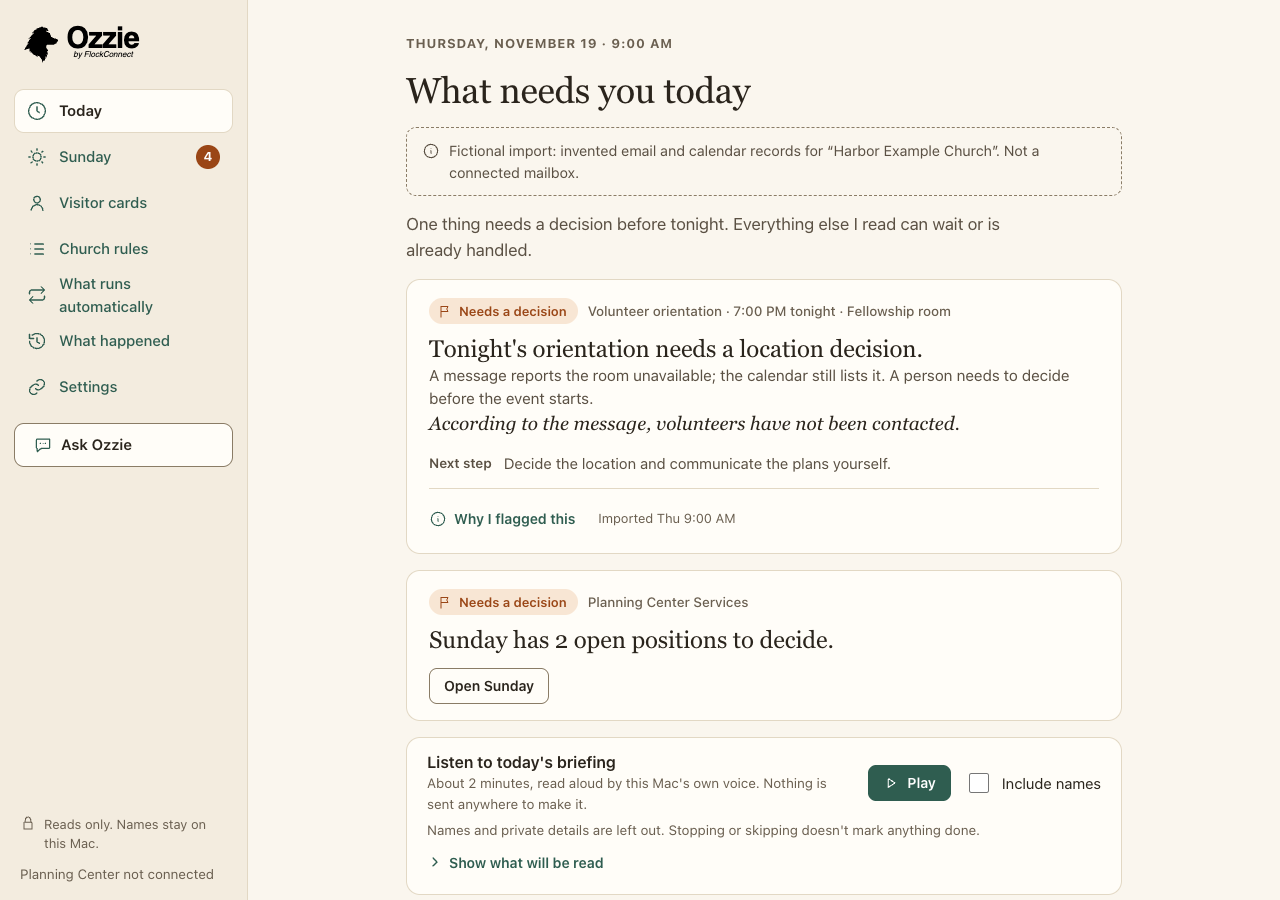 Ozzie
by FlockConnect
Today
Sunday
4
Visitor cards
Church rules
What runs
automatically
What happened
Settings
Ask Ozzie
Reads only. Names stay on
this Mac.
Planning Center not connected
THURSDAY, NOVEMBER 19 · 9:00 AM
What needs you today
Fictional import: invented email and calendar records for “Harbor Example Church”. Not a
connected mailbox.
One thing needs a decision before tonight. Everything else I read can wait or is
already handled.
Needs a decision
Volunteer orientation · 7:00 PM tonight · Fellowship room
Tonight's orientation needs a location decision.
A message reports the room unavailable; the calendar still lists it. A person needs to decide
before the event starts.
According to the message, volunteers have not been contacted.
Next step Decide the location and communicate the plans yourself.
Why I flagged this
Imported Thu 9:00 AM
Needs a decision
Planning Center Services
Sunday has 2 open positions to decide.
Open Sunday
Listen to today's briefing
About 2 minutes, read aloud by this Mac's own voice. Nothing is
sent anywhere to make it.
Play
Include names
Names and private details are left out. Stopping or skipping doesn't mark anything done.
Show what will be read